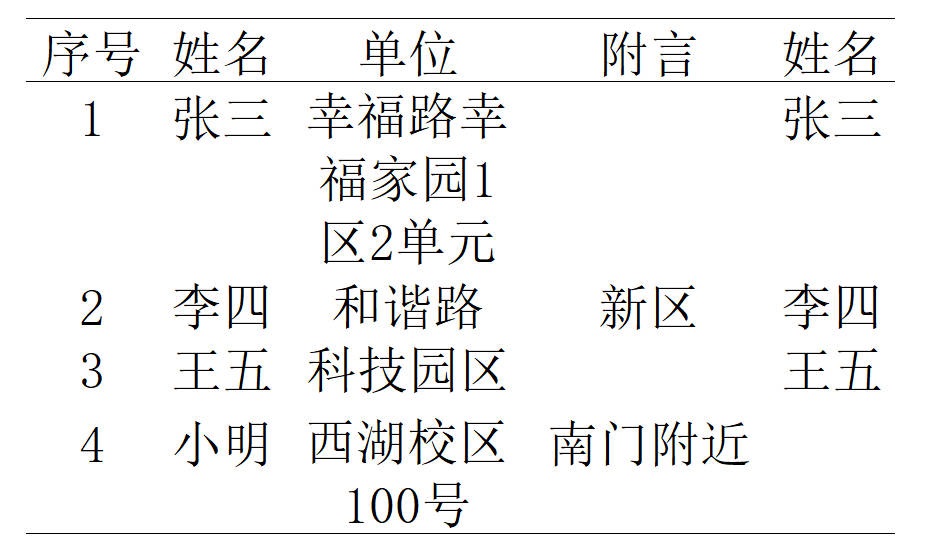 序号 姓名 单位 附言 姓名
1 张三 幸福路幸 张三
福家园1
区2单元
2 李四 和谐路 新区 李四
3 王五 科技园区 王五
4 小明 西湖校区 南门附近
100号